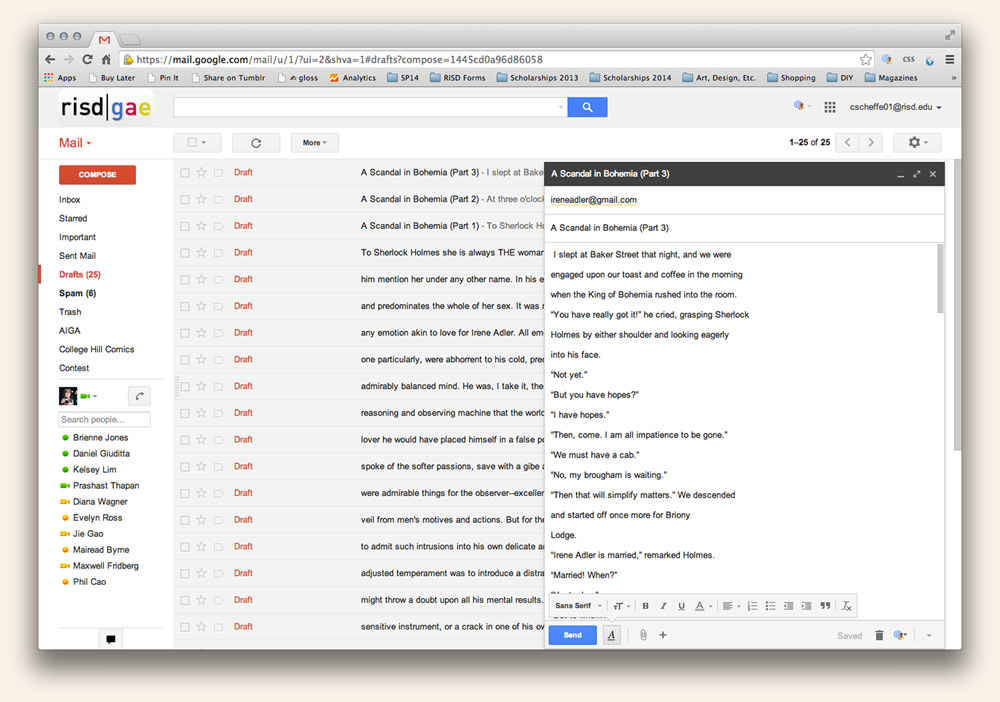 https://mail.google.com/mail/u/1/?ui=2&shva=1#drafts?compose=1445cd0a96d86058
CSS
Apps Buy Later Pin It Share on Tumblr gloss Analytics SP14 RISD Forms Scholarships 2013 Scholarships 2014 Art, Design, Etc. Shopping DIY Magazines »
risd|gae
cscheffe01@risd.edu
Mail
More
1–25 of 25
COMPOSE
Inbox
Starred
Important
Sent Mail
Drafts (25)
Spam (6)
Trash
AIGA
College Hill Comics
Contest
Search people...
Brienne Jones
Daniel Giuditta
Kelsey Lim
Prashast Thapan
Diana Wagner
Evelyn Ross
Jie Gao
Mairead Byrne
Maxwell Fridberg
Phil Cao
Draft A Scandal in Bohemia (Part 3) - I slept at Bake
Draft A Scandal in Bohemia (Part 2) - At three o'clock
Draft A Scandal in Bohemia (Part 1) - To Sherlock Ho
Draft To Sherlock Holmes she is always THE woman
Draft him mention her under any other name. In his e
Draft and predominates the whole of her sex. It was n
Draft any emotion akin to love for Irene Adler. All em
Draft one particularly, were abhorrent to his cold, prec
Draft admirably balanced mind. He was, I take it, the
Draft reasoning and observing machine that the world
Draft lover he would have placed himself in a false po
Draft spoke of the softer passions, save with a gibe a
Draft were admirable things for the observer--excellen
Draft veil from men's motives and actions. But for the
Draft to admit such intrusions into his own delicate an
Draft adjusted temperament was to introduce a distra
Draft might throw a doubt upon all his mental results.
Draft sensitive instrument, or a crack in one of his ow
A Scandal in Bohemia (Part 3)
ireneadler@gmail.com
A Scandal in Bohemia (Part 3)
I slept at Baker Street that night, and we were
engaged upon our toast and coffee in the morning
when the King of Bohemia rushed into the room.
"You have really got it!" he cried, grasping Sherlock
Holmes by either shoulder and looking eagerly
into his face.
"Not yet."
"But you have hopes?"
"I have hopes."
"Then, come. I am all impatience to be gone."
"We must have a cab."
"No, my brougham is waiting."
"Then that will simplify matters." We descended
and started off once more for Briony
Lodge.
"Irene Adler is married," remarked Holmes.
"Married! When?"
Sans Serif TT B I U A
Send A Saved